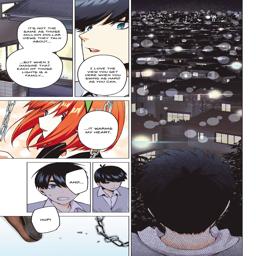 IT'S NOT THE
SAME AS THOSE
MILLION DOLLAR
VIEWS THEY TALK
ABOUT...
...BUT WHEN I
IMAGINE THAT
EACH OF THOSE
LIGHTS IS A
FAMILY...
I LOVE THE
VIEW YOU GET
HERE WHEN YOU
SWING AS HARD
AS YOU CAN.
...IT WARMS
MY HEART.
AND...
HUP!